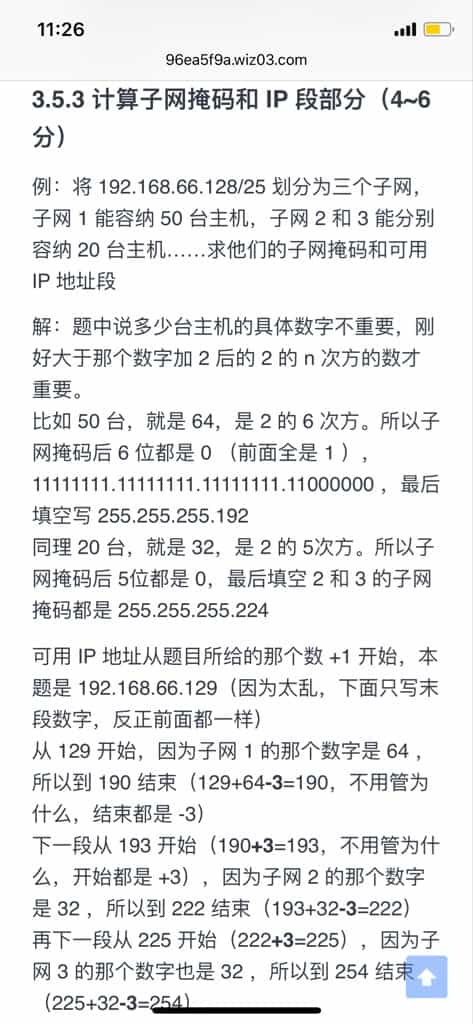 11:26
96ea5f9a.wiz03.com
3.5.3 计算子网掩码和 IP 段部分（4~6
分）
例：将 192.168.66.128/25 划分为三个子网，
子网 1 能容纳 50 台主机，子网 2 和 3 能分别
容纳 20 台主机……求他们的子网掩码和可用
IP 地址段
解：题中说多少台主机的具体数字不重要，刚
好大于那个数字加 2 后的 2 的 n 次方的数才
重要。
比如 50 台，就是 64，是 2 的 6 次方。所以子
网掩码后 6 位都是 0 （前面全是 1 ），
11111111.11111111.11111111.11000000 ，最后
填空写 255.255.255.192
同理 20 台，就是 32，是 2 的 5次方。所以子
网掩码后 5位都是 0，最后填空 2 和 3 的子网
掩码都是 255.255.255.224
可用 IP 地址从题目所给的那个数 +1 开始，本
题是 192.168.66.129（因为太乱，下面只写末
段数字，反正前面都一样）
从 129 开始，因为子网 1 的那个数字是 64 ，
所以到 190 结束（129+64-3=190，不用管为
什么，结束都是 -3）
下一段从 193 开始（190+3=193，不用管为什
么，开始都是 +3），因为子网 2 的那个数字
是 32 ，所以到 222 结束（193+32-3=222）
再下一段从 225 开始（222+3=225），因为子
网 3 的那个数字也是 32 ，所以到 254 结束
（225+32-3=254）